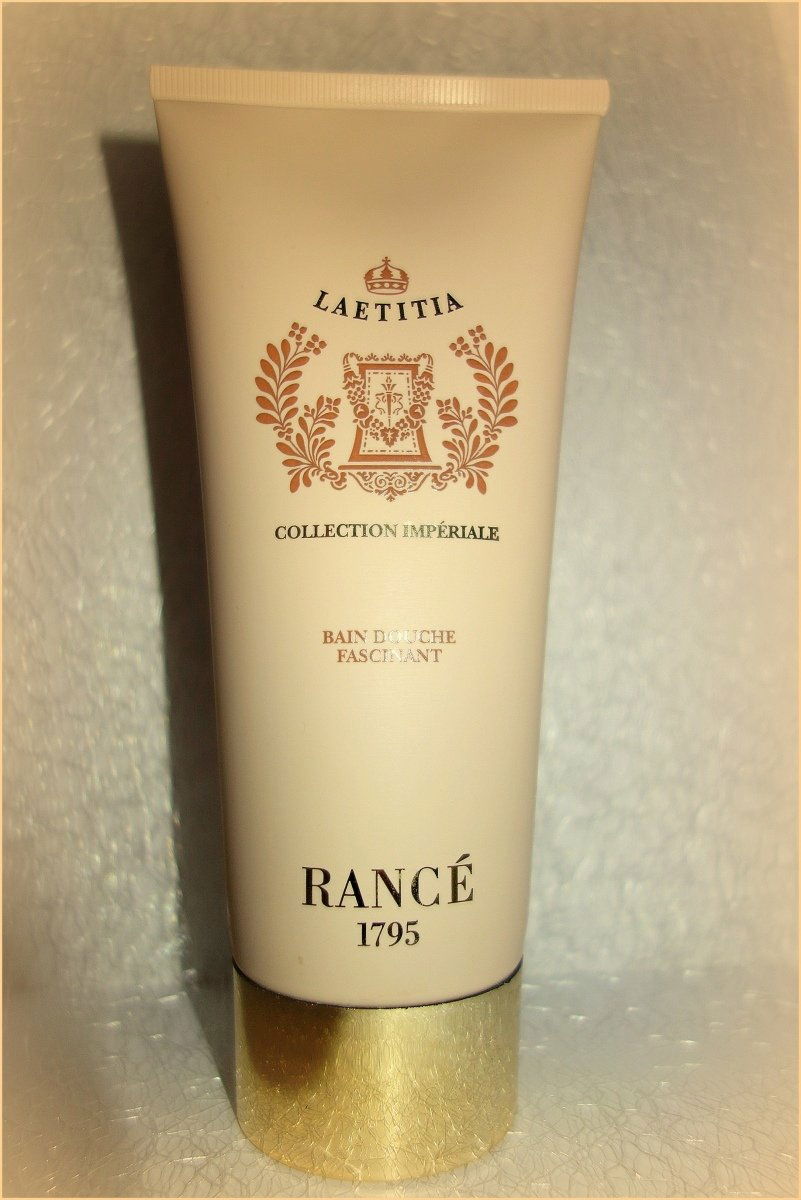 LAETITIA
COLLECTION IMPÉRIALE
BAIN DOUCHE
FASCINANT
RANCÉ
1795